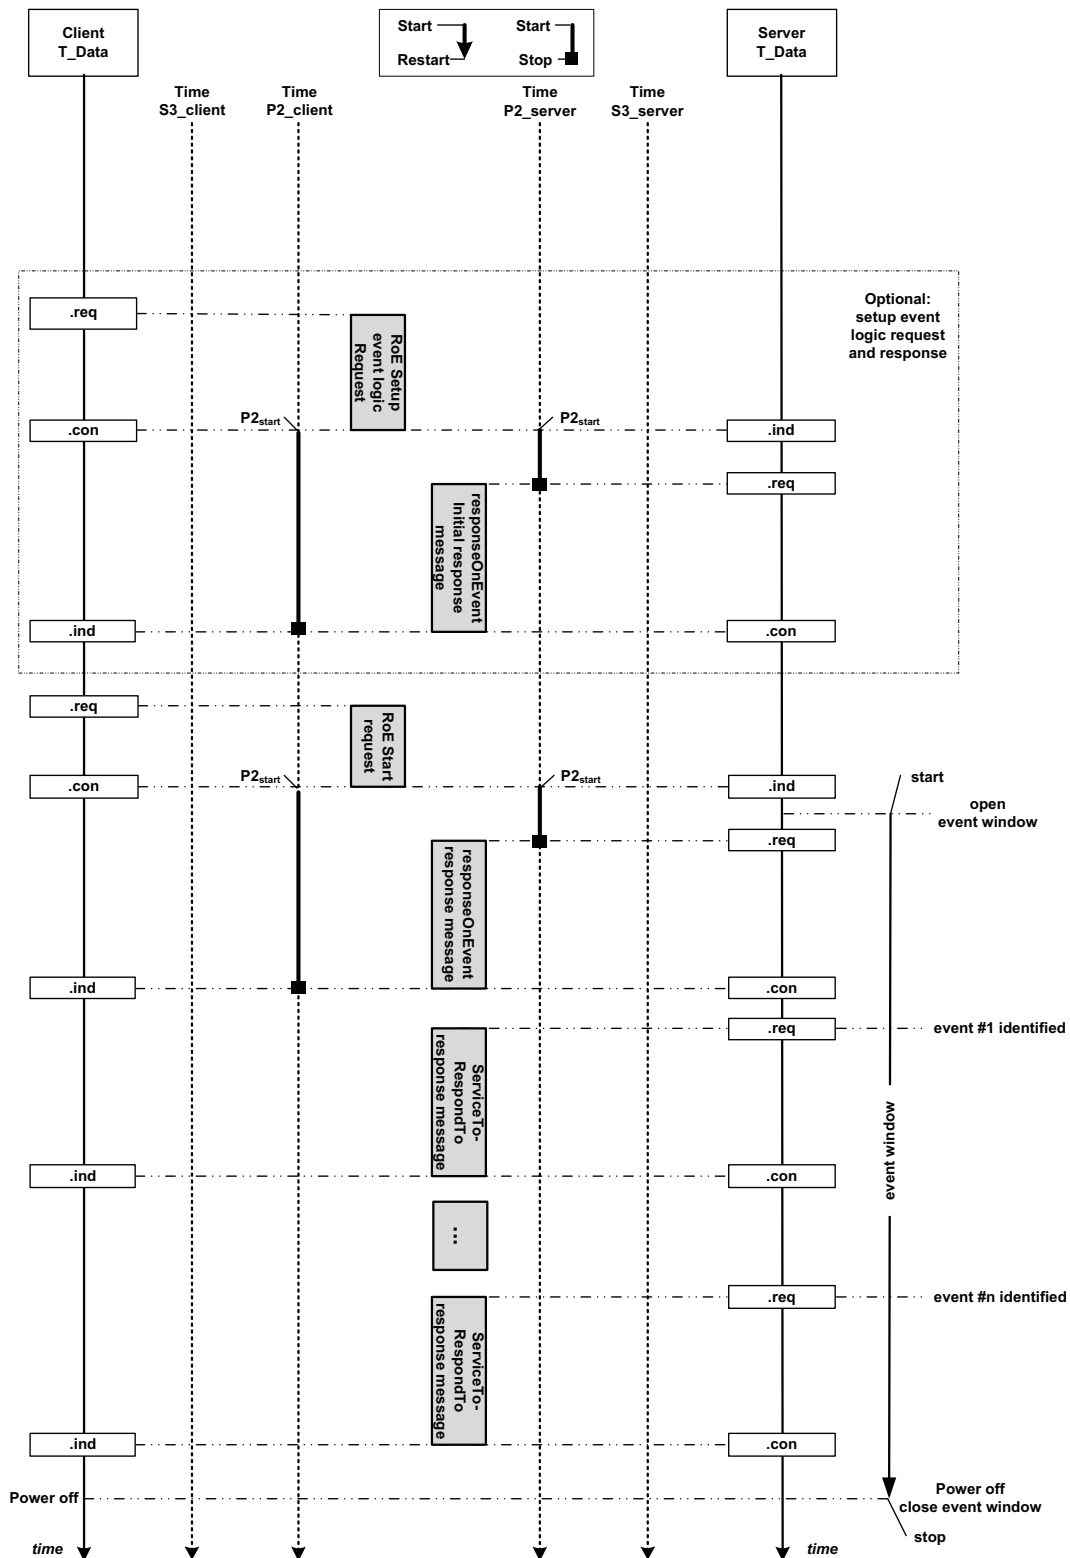 Client
T_Data
Start
Restart
Start
Stop
Server
T_Data
Time
S3_client
Time
P2_client
Time
P2_server
Time
S3_server
Optional:
setup event
logic request
and response
.req
RoE Setup
event logic
Request
.con
P2start
P2start
.ind
.req
responseOnEvent
Initial response
message
.ind
.con
.req
RoE Start
request
.con
P2start
P2start
.ind
start
open
event window
.req
responseOnEvent
response message
.ind
.con
.req
event #1 identified
ServiceTo-
RespondTo
response message
event window
.ind
.con
...
.req
event #n identified
ServiceTo-
RespondTo
response message
.ind
.con
Power off
Power off
close event window
stop
time
time